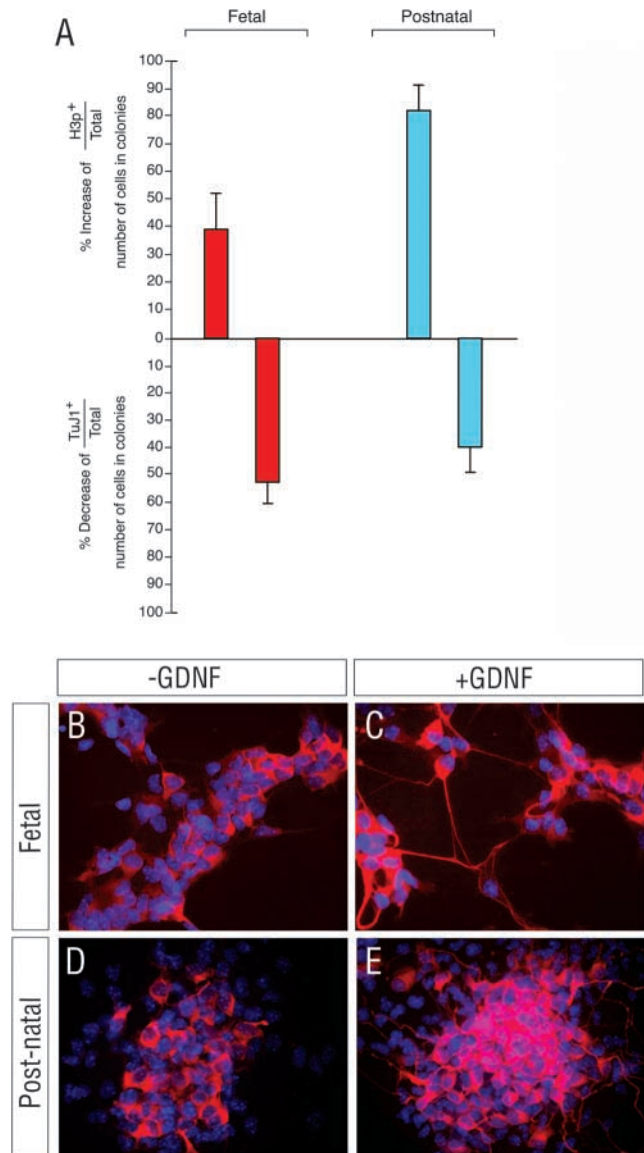 A
Fetal
Postnatal
% Increase of H3p+
Total
number of cells in colonies
100
90
80
70
60
50
40
30
20
10
0
10
20
30
40
50
60
70
80
90
100
% Decrease of TuJ1+
Total
number of cells in colonies
-GDNF
+GDNF
Fetal
B
C
Post-natal
D
E